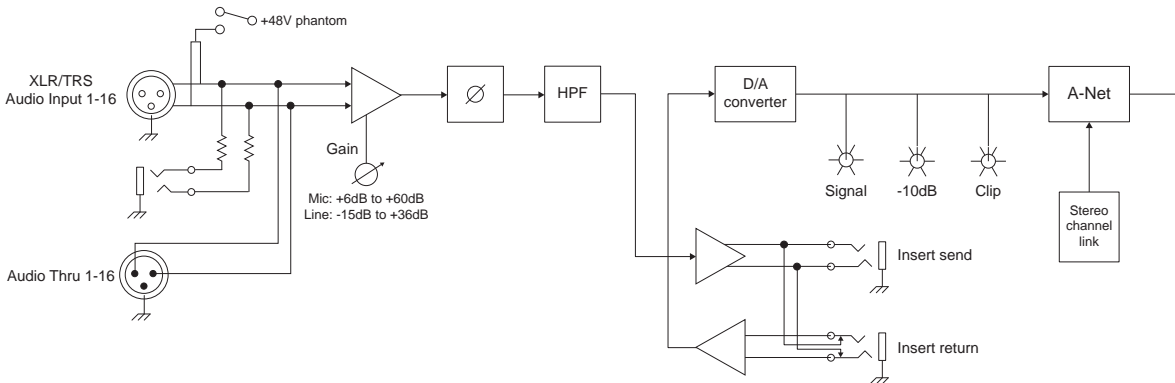 +48V phantom
XLR/TRS
Audio Input 1-16
Gain
Mic: +6dB to +60dB
Line: -15dB to +36dB
Audio Thru 1-16
Ø
HPF
D/A
converter
A-Net
Signal
-10dB
Clip
Stereo
channel
link
Insert send
Insert return